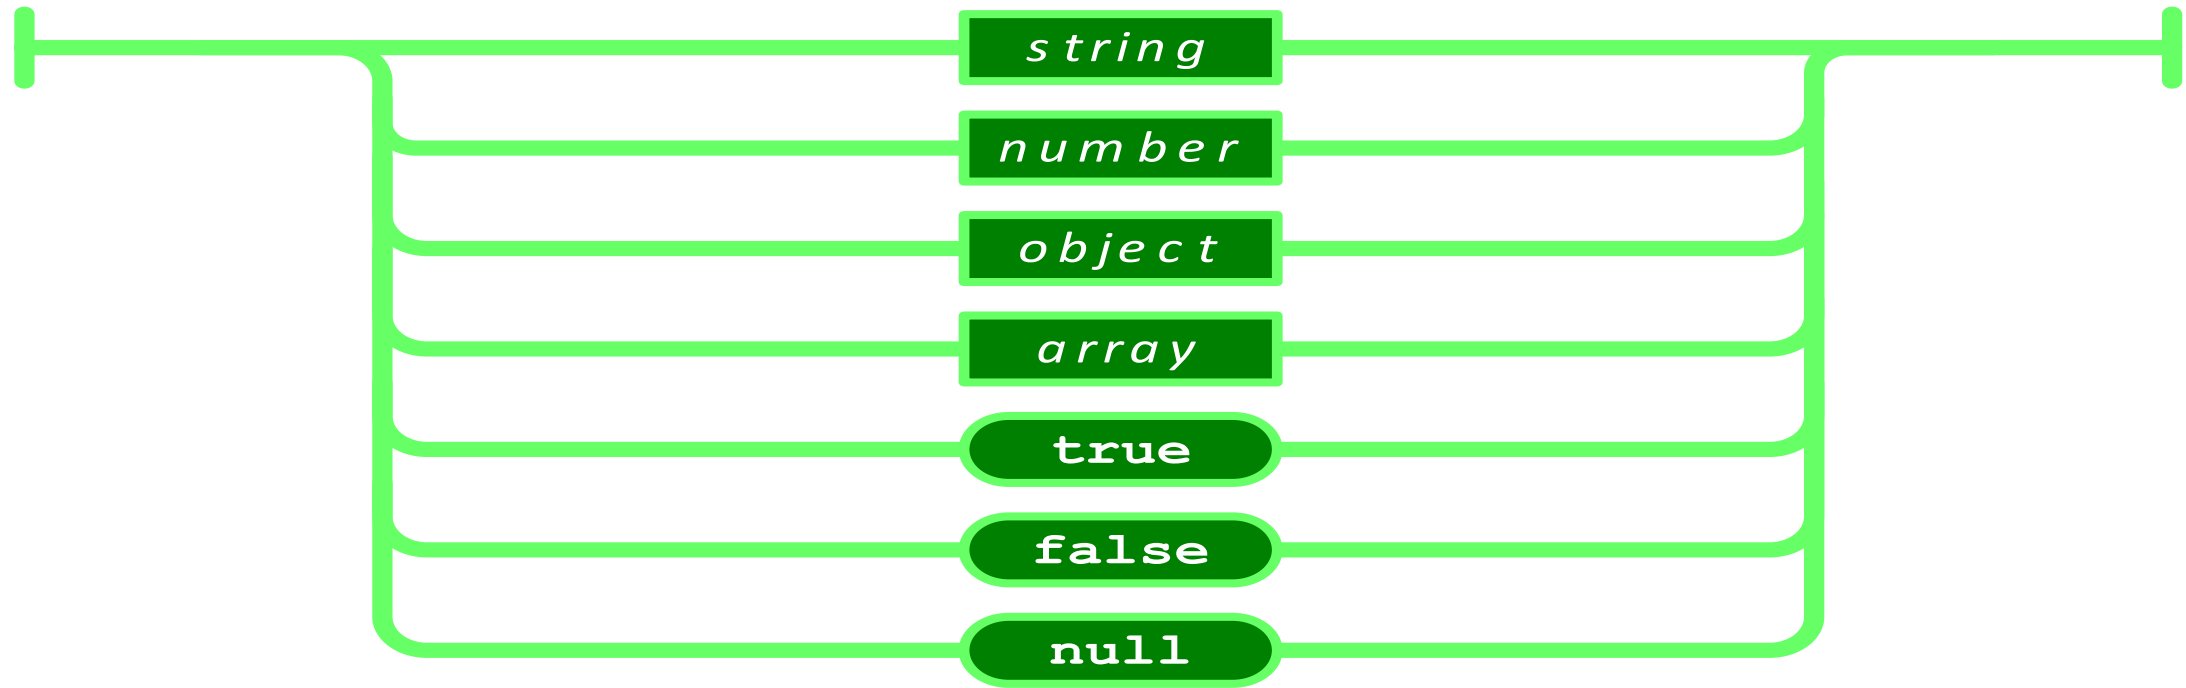 string
number
object
array
true
false
null